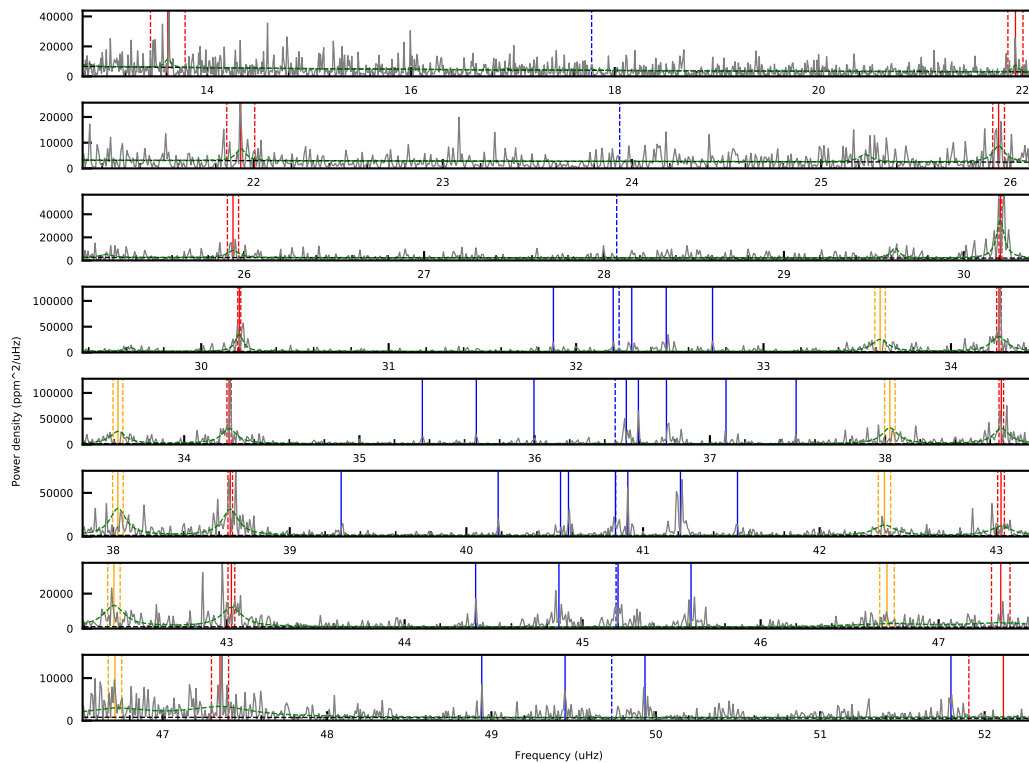 40000
20000
0
14 16 18 20 22
20000
10000
0
22 23 24 25 26
40000
20000
0
26 27 28 29 30
100000
50000
0
30 31 32 33 34
100000
50000
0
34 35 36 37 38
50000
0
38 39 40 41 42 43
20000
0
43 44 45 46 47
10000
0
47 48 49 50 51 52
Power density (ppm^2/uHz)
Frequency (uHz)